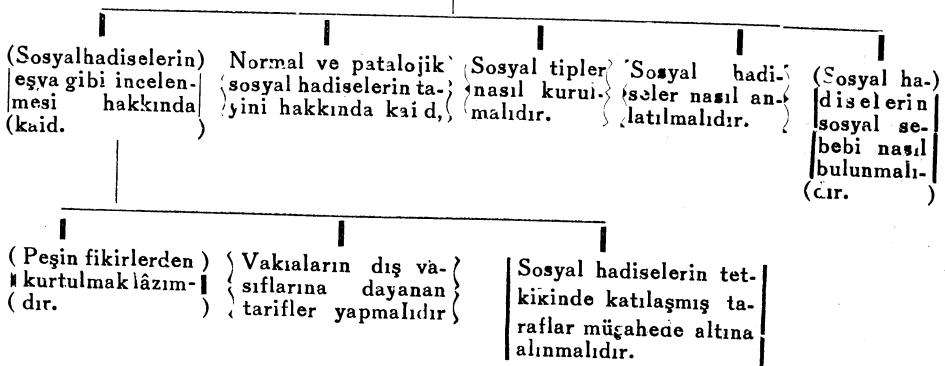 (Sosyalhadiselerin)
eşya gibi incelen-
mesi hakkında
(kaid. )
Normal ve patalojik
sosyal hadiselerin ta-
yini hakkında kaid,
Sosyal tipler
nasıl kurul-
malıdır.
Sosyal hadi-
seler nasıl an-
latılmalıdır.
(Sosyal ha-)
diselerin
sosyal se-
bebi nasıl
bulunmalı-
(dır. )
( Peşin fikirlerden )
kurtulmak lâzım-
( dır. )
Vakıaların dış va-
sıflarına dayanan
tarifler yapmalıdır
Sosyal hadiselerin tet-
kikinde katılaşmış ta-
raflar müşahede altına
alınmalıdır.